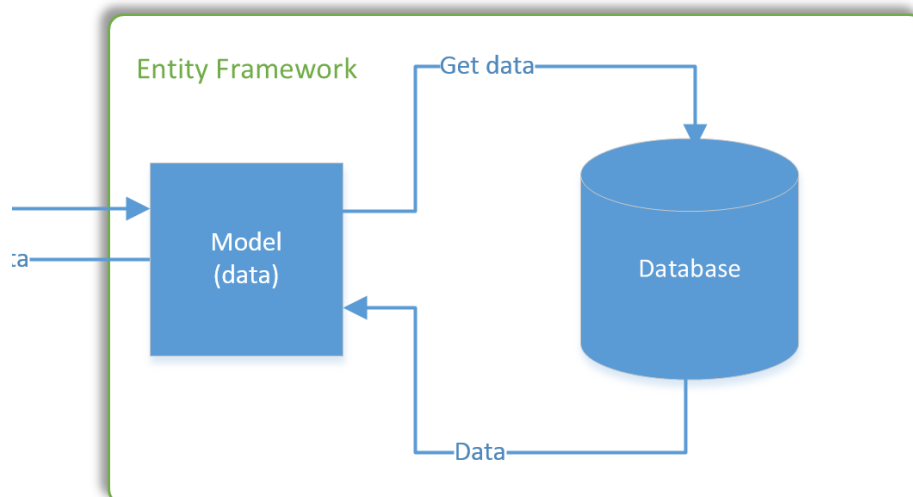 Entity Framework
Get data
Model
(data)
Database
Data